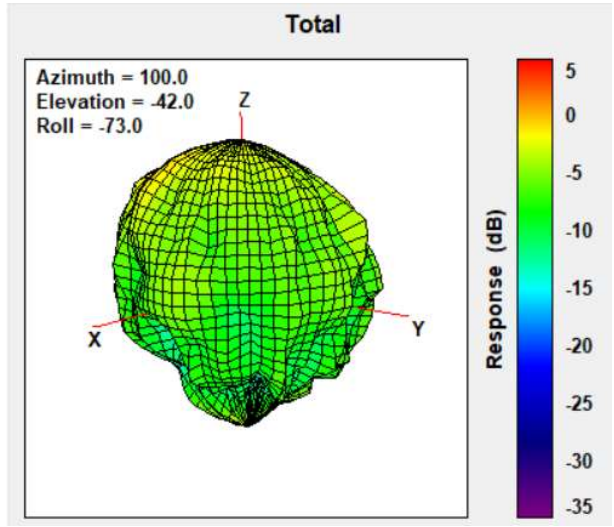 Total
Azimuth = 100.0
Elevation = -42.0
Roll = -73.0
Z
X
Y
Response (dB)
5
0
-5
-10
-15
-20
-25
-30
-35